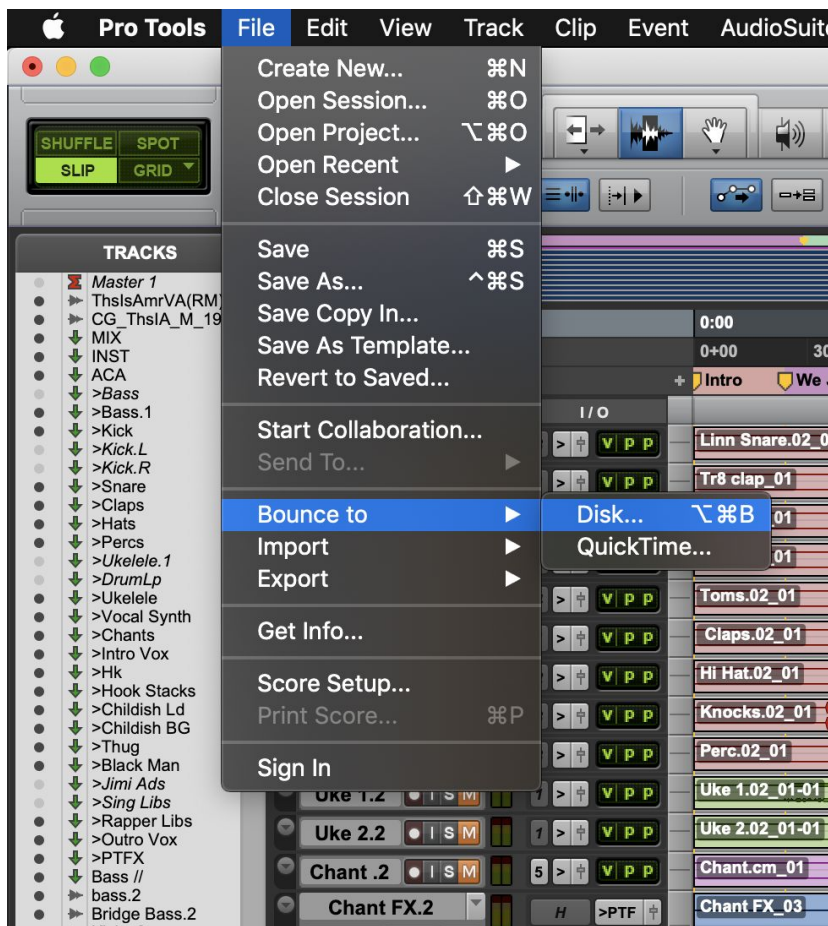 Pro Tools File Edit View Track Clip Event AudioSuite
Create New... ⌘N
Open Session... ⌘O
Open Project... ⌥⌘O
Open Recent
Close Session ⇧⌘W
Save ⌘S
Save As... ^⌘S
Save Copy In...
Save As Template...
Revert to Saved...
Start Collaboration...
Send To...
Bounce to
Import
Export
Get Info...
Score Setup...
Print Score... ⌘P
Sign In
Disk... ⌥⌘B
QuickTime...
SHUFFLE SPOT
SLIP GRID
TRACKS
Master 1
ThsIsAmrVA(RM)
CG_ThsIA_M_19
MIX
INST
ACA
>Bass
>Bass.1
>Kick
>Kick.L
>Kick.R
>Snare
>Claps
>Hats
>Percs
>Ukelele.1
>DrumLp
>Ukelele
>Vocal Synth
>Chants
>Intro Vox
>Hk
>Hook Stacks
>Childish Ld
>Childish BG
>Thug
>Black Man
>Jimi Ads
>Sing Libs
>Rapper Libs
>Outro Vox
>PTFX
Bass //
bass.2
Bridge Bass.2
0:00
0+00 30
Intro We
I/O
v p p Linn Snare.02_0
v p p Tr8 clap_01
01
01
v p p Toms.02_01
v p p Claps.02_01
v p p Hi Hat.02_01
v p p Knocks.02_01
v p p Perc.02_01
Uke 1.2 I S M 1 > v p p Uke 1.02_01-01
Uke 2.2 I S M 1 > v p p Uke 2.02_01-01
Chant .2 I S M 5 > v p p Chant.cm_01
Chant FX.2 H >PTF Chant FX_03